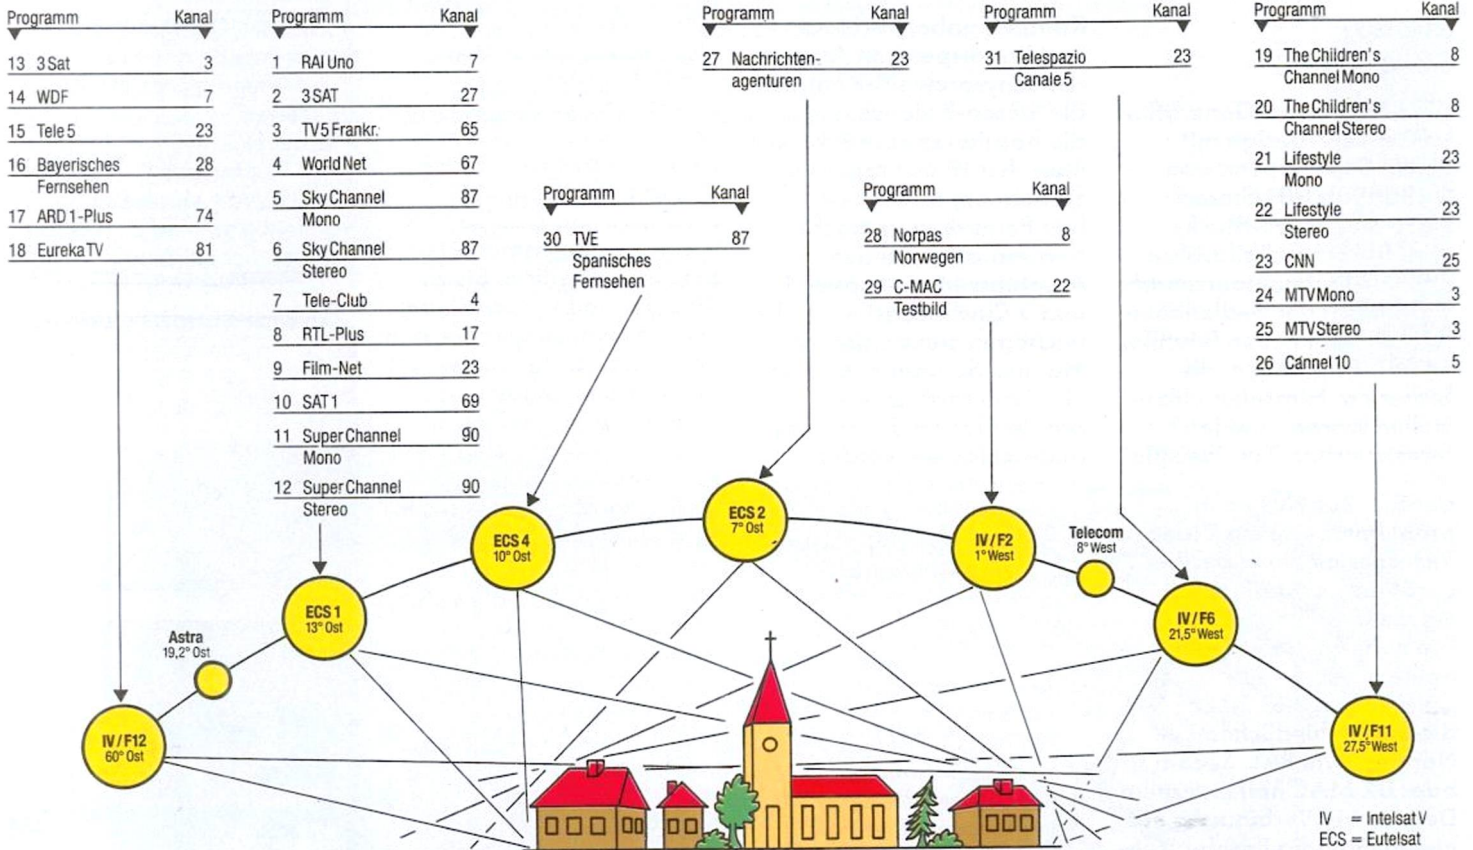 Programm Kanal
13 3Sat 3
14 WDF 7
15 Tele5 23
16 Bayerisches 28
Fernsehen
17 ARD 1-Plus 74
18 EurekaTV 81
Programm Kanal
1 RAI Uno 7
2 3SAT 27
3 TV5 Frankr. 65
4 World Net 67
5 Sky Channel 87
Mono
6 Sky Channel 87
Stereo
7 Tele-Club 4
8 RTL-Plus 17
9 Film-Net 23
10 SAT1 69
11 Super Channel 90
Mono
12 Super Channel 90
Stereo
Programm Kanal
30 TVE 87
Spanisches
Fernsehen
Programm Kanal
27 Nachrichten- 23
agenturen
Programm Kanal
28 Norpas 8
Norwegen
29 C-MAC 22
Testbild
Programm Kanal
31 Telespazio 23
Canale 5
Programm Kanal
19 The Children's 8
Channel Mono
20 The Children's 8
Channel Stereo
21 Lifestyle 23
Mono
22 Lifestyle 23
Stereo
23 CNN 25
24 MTV Mono 3
25 MTV Stereo 3
26 Cannel 10 5
IV/F12
60° Ost
Astra
19,2° Ost
ECS 1
13° Ost
ECS 4
10° Ost
ECS 2
7° Ost
IV/F2
1° West
Telecom
8° West
IV/F6
21,5° West
IV/F11
27,5° West
IV = Intelsat V
ECS = Eutelsat